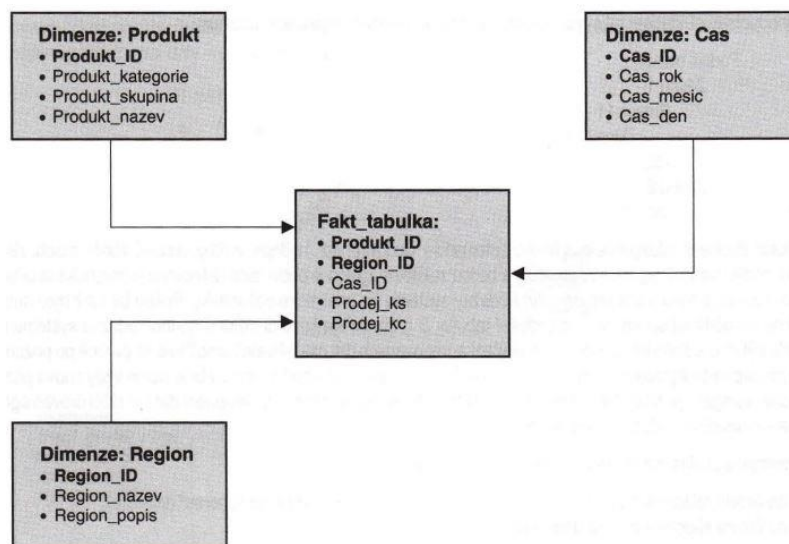 Dimenze: Produkt
• Produkt_ID
• Produkt_kategorie
• Produkt_skupina
• Produkt_nazev
Dimenze: Cas
• Cas_ID
• Cas_rok
• Cas_mesic
• Cas_den
Fakt_tabulka:
• Produkt_ID
• Region_ID
• Cas_ID
• Prodej_ks
• Prodej_kc
Dimenze: Region
• Region_ID
• Region_nazev
• Region_popis